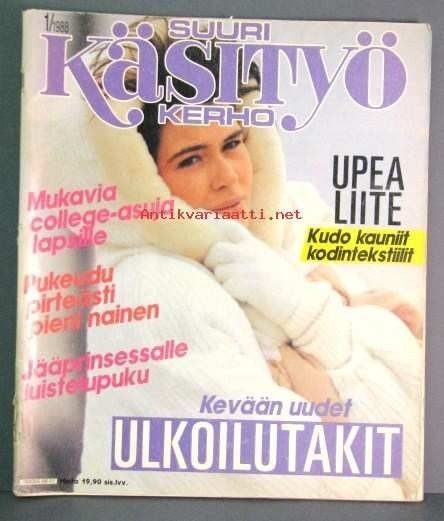 1/1988
SUURI
KÄSITYÖ
KERHO
UPEA
LIITE
Kudo kauniit
kodintekstiilit
Mukavia
college-asuja
lapsille
Antikvariaatti.net
Pukeudu
pirteästi
pieni nainen
Jääprinsessalle
luistelupuku
Kevään uudet
ULKOILUTAKIT
Hinta 19,90 sis.lvv.